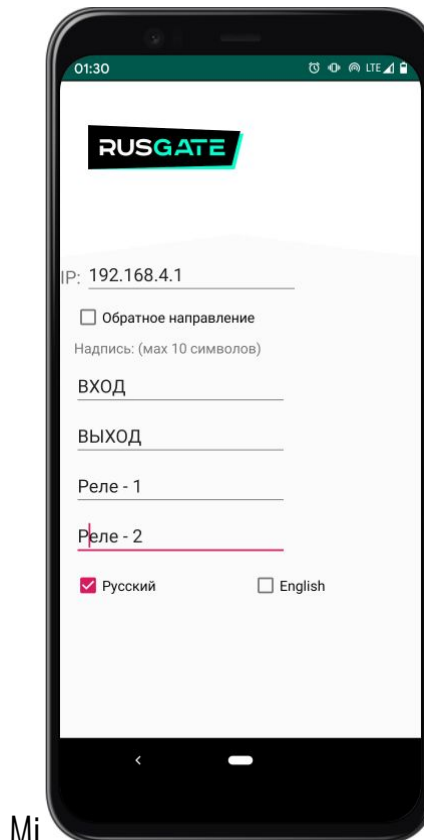 01:30 LTE
RUSGATE
IP: 192.168.4.1
Обратное направление
Надпись: (мах 10 символов)
ВХОД
ВЫХОД
Реле - 1
Реле - 2
Русский English
Mi